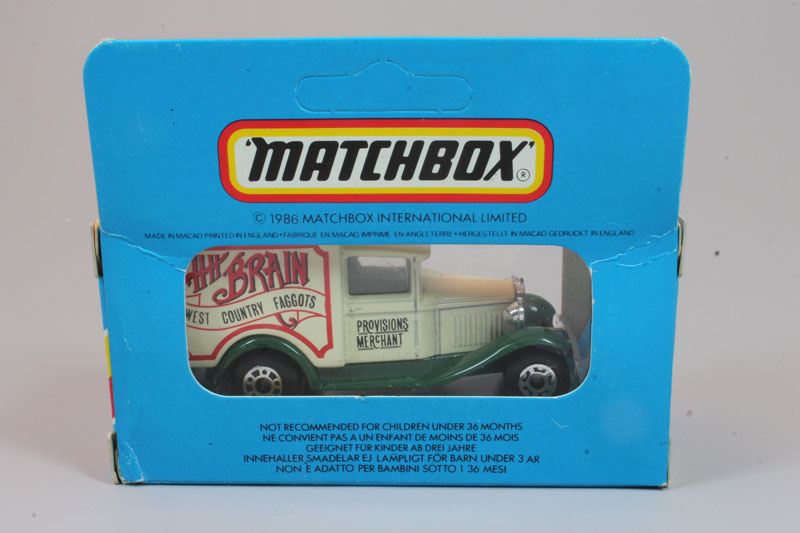 'MATCHBOX'®
© 1986 MATCHBOX INTERNATIONAL LIMITED
MADE IN MACAO PRINTED IN ENGLAND • FABRIQUE EN MACAO IMPRIME EN ANGLETERRE • HERGESTELLT IN MACAO GEDRUCKT IN ENGLAND
BRAIN
WEST COUNTRY FAGGOTS
PROVISIONS
MERCHANT
NOT RECOMMENDED FOR CHILDREN UNDER 36 MONTHS
NE CONVIENT PAS A UN ENFANT DE MOINS DE 36 MOIS
GEEIGNET FÜR KINDER AB DREI JAHRE
INNEHALLER SMADELAR EJ LAMPLIGT FÖR BARN UNDER 3 AR
NON È ADATTO PER BAMBINI SOTTO 1 36 MESI